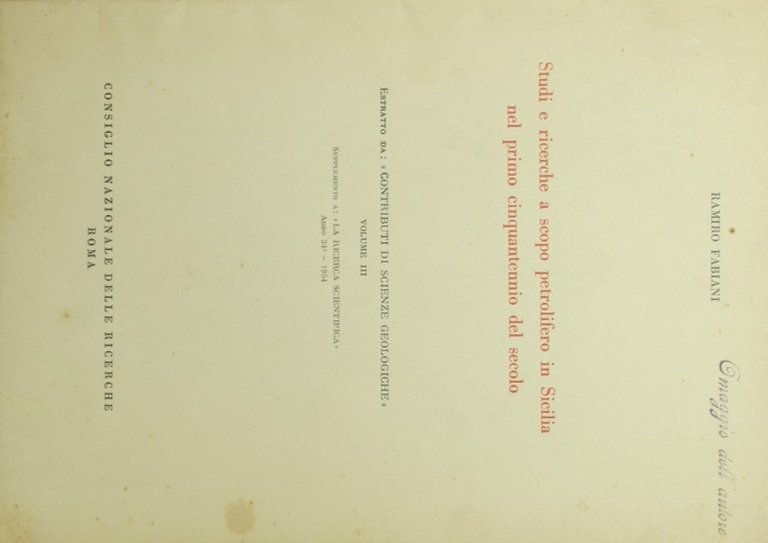 Omaggio dell'autore
RAMIRO FABIANI
Studi e ricerche a scopo petrolifero in Sicilia
nel primo cinquantennio del secolo
ESTRATTO DA: «CONTRIBUTI DI SCIENZE GEOLOGICHE»
VOLUME III
SUPPLEMENTO A: «LA RICERCA SCIENTIFICA»
Anno 24º - 1954
CONSIGLIO NAZIONALE DELLE RICERCHE
ROMA